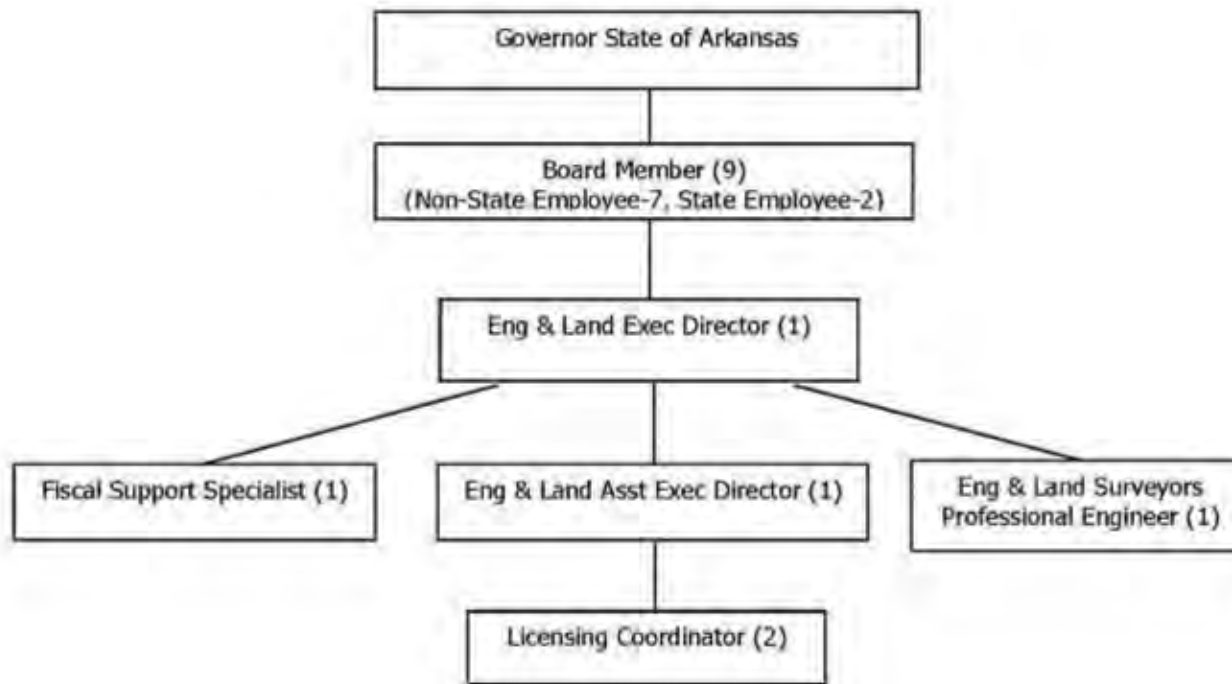 Governor State of Arkansas
Board Member (9)
(Non-State Employee-7, State Employee-2)
Eng & Land Exec Director (1)
Fiscal Support Specialist (1)
Eng & Land Asst Exec Director (1)
Eng & Land Surveyors
Professional Engineer (1)
Licensing Coordinator (2)